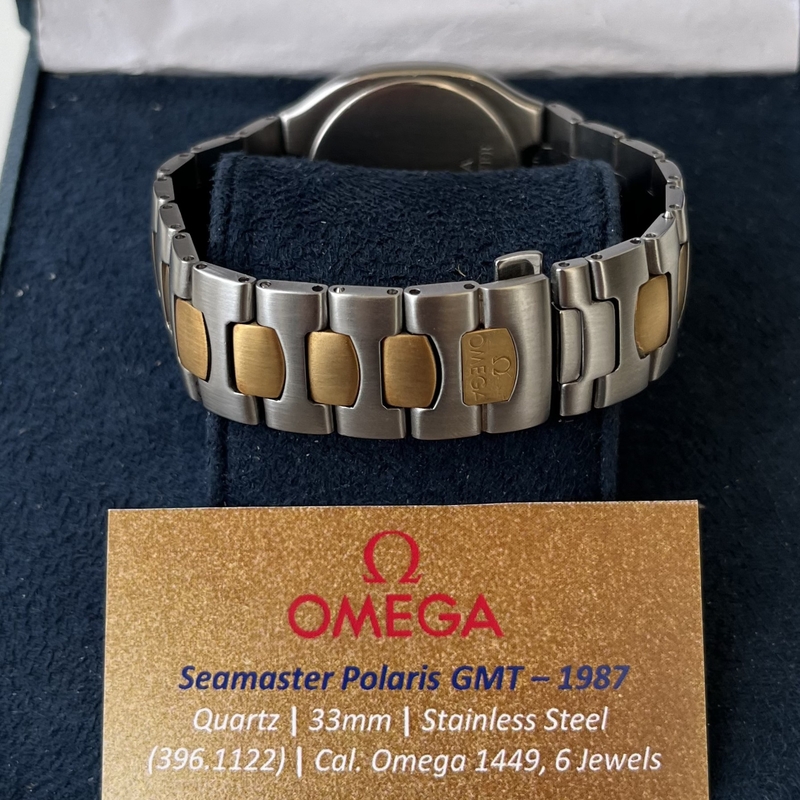 Ω
OMEGA
Ω
OMEGA
Seamaster Polaris GMT – 1987
Quartz | 33mm | Stainless Steel
(396.1122) | Cal. Omega 1449, 6 Jewels